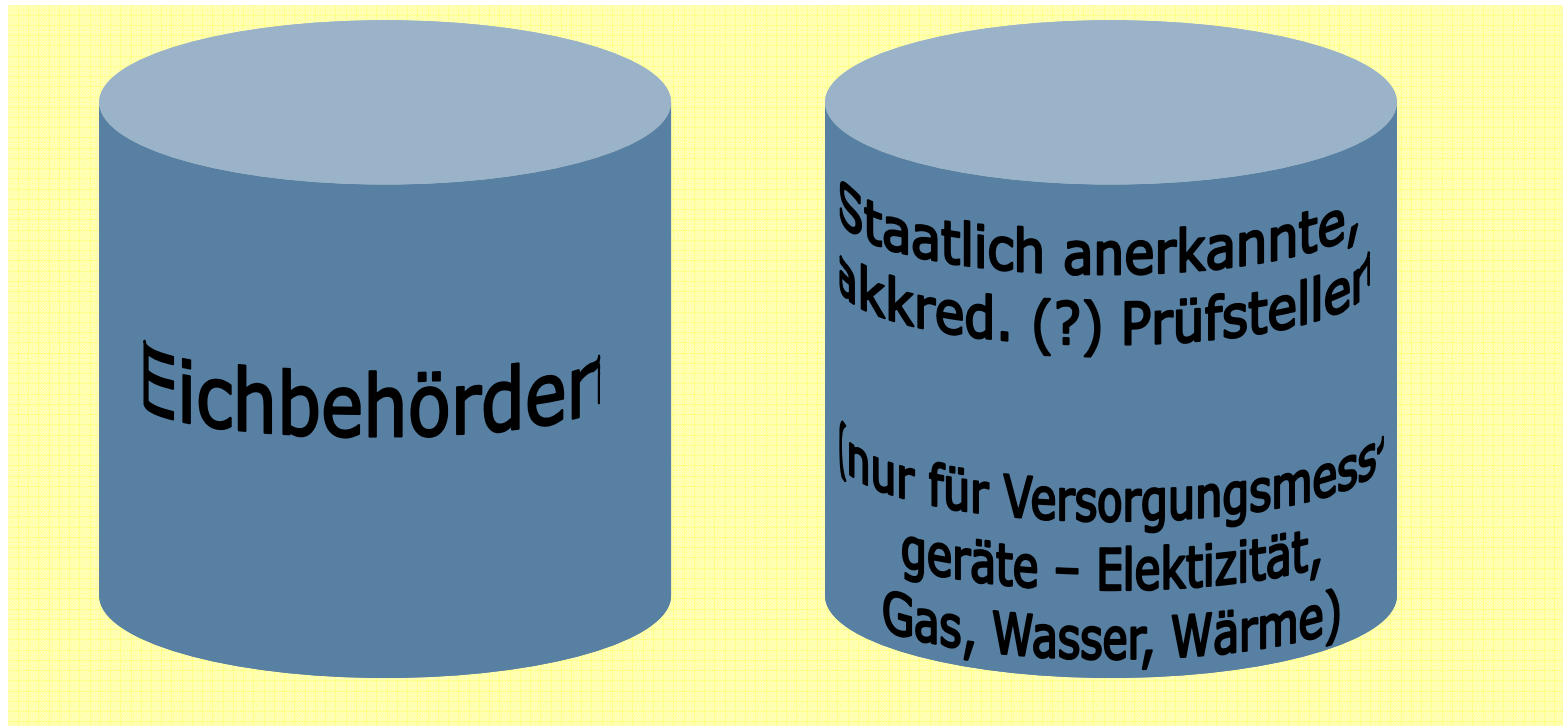 Eichbehörden
Staatlich anerkannte,
akkred. (?) Prüfstellen
(nur für Versorgungsmess-
geräte – Elektizität,
Gas, Wasser, Wärme)